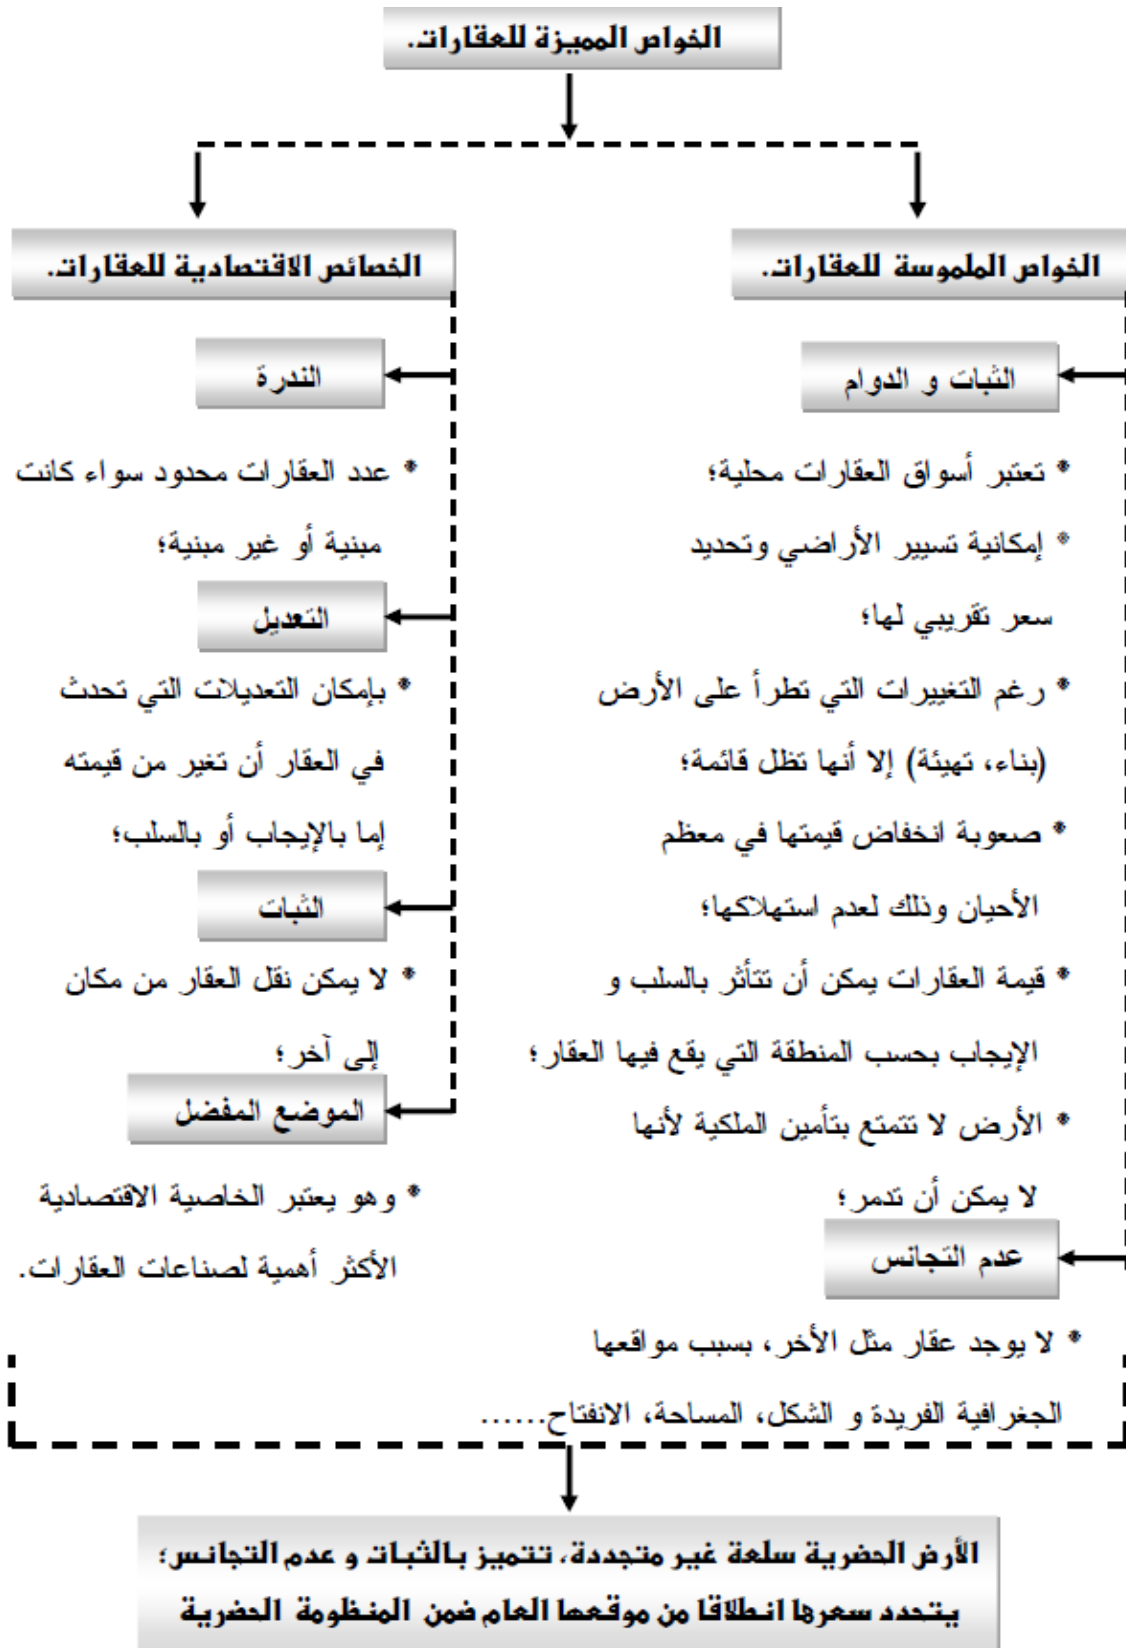 الخواص المميزة للعقارات.
الخواص الملموسة للعقارات.
الثبات و الدوام
* تعتبر أسواق العقارات محلية؛
* إمكانية تسيير الأراضي وتحديد
سعر تقريبي لها؛
* رغم التغييرات التي تطرأ على الأرض
(بناء، تهيئة) إلا أنها تظل قائمة؛
* صعوبة انخفاض قيمتها في معظم
الأحيان وذلك لعدم استهلاكها؛
* قيمة العقارات يمكن أن تتأثر بالسلب و
الإيجاب بحسب المنطقة التي يقع فيها العقار؛
* الأرض لا تتمتع بتأمين الملكية لأنها
لا يمكن أن تدمر؛
عدم التجانس
* لا يوجد عقار مثل الأخر، بسبب مواقعها
الجغرافية الفريدة و الشكل، المساحة، الانفتاح......
الخصائص الاقتصادية للعقارات.
الندرة
* عدد العقارات محدود سواء كانت
مبنية أو غير مبنية؛
التعديل
* بإمكان التعديلات التي تحدث
في العقار أن تغير من قيمته
إما بالإيجاب أو بالسلب؛
الثبات
* لا يمكن نقل العقار من مكان
إلى آخر؛
الموضع المفضل
* وهو يعتبر الخاصية الاقتصادية
الأكثر أهمية لصناعات العقارات.
الأرض الحضرية سلعة غير متجددة، تتميز بالثبات و عدم التجانس؛
يتحدد سعرها انطلاقا من موقعها العام ضمن المنظومة الحضرية